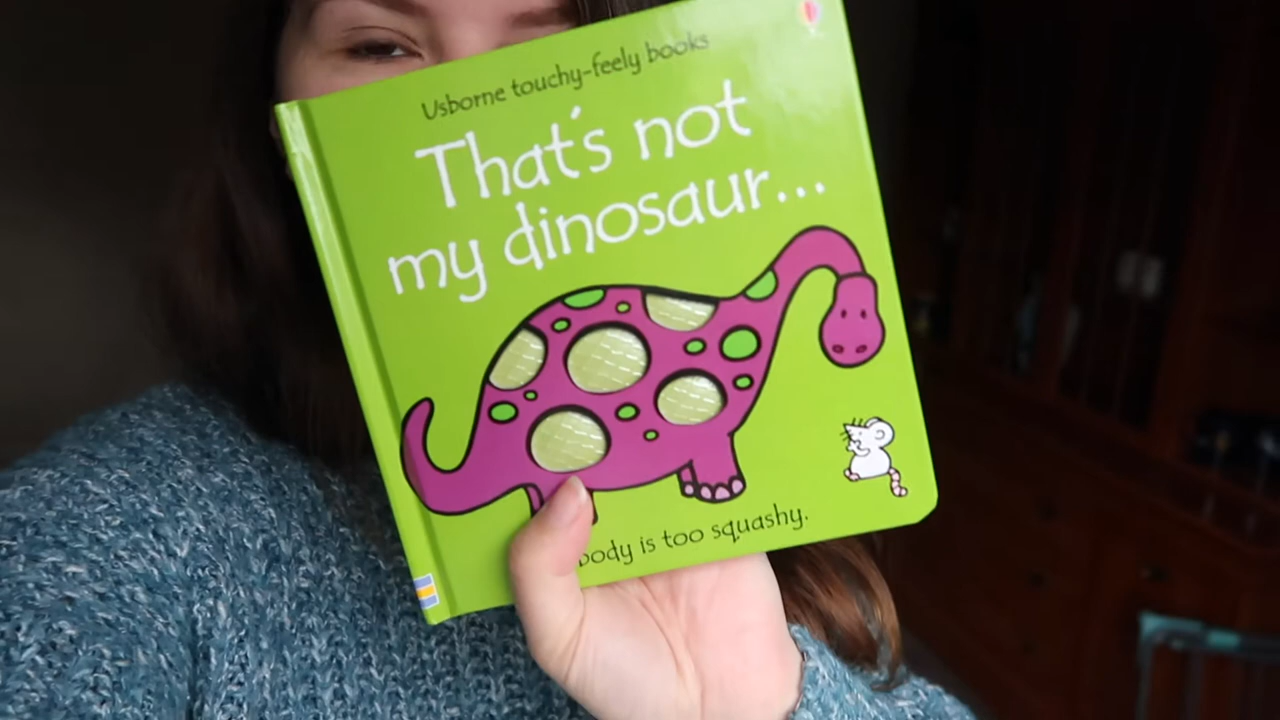 Usborne touchy-feely books
That's not
my dinosaur...
body is too squashy.